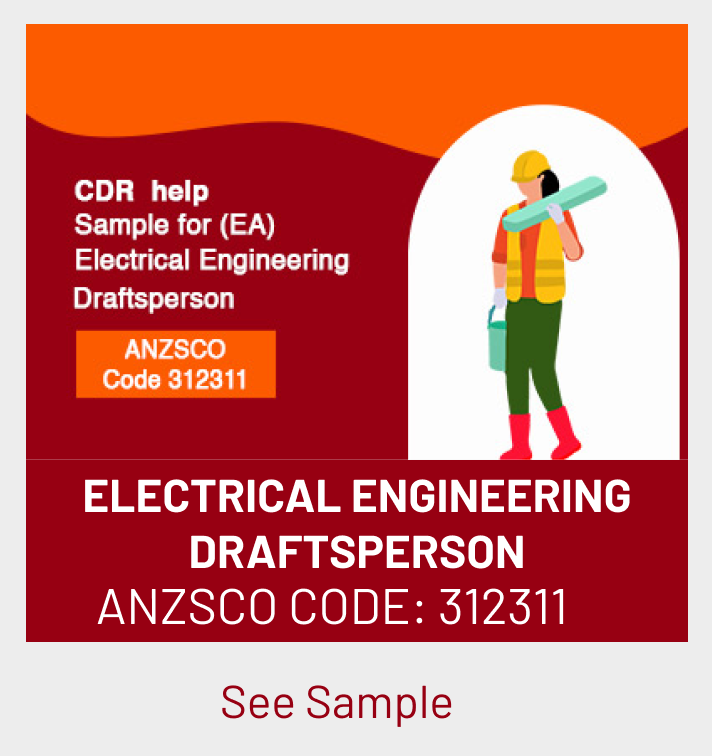 CDR help
Sample for (EA)
Electrical Engineering
Draftsperson
ANZSCO
Code 312311
ELECTRICAL ENGINEERING
DRAFTSPERSON
ANZSCO CODE: 312311
See Sample